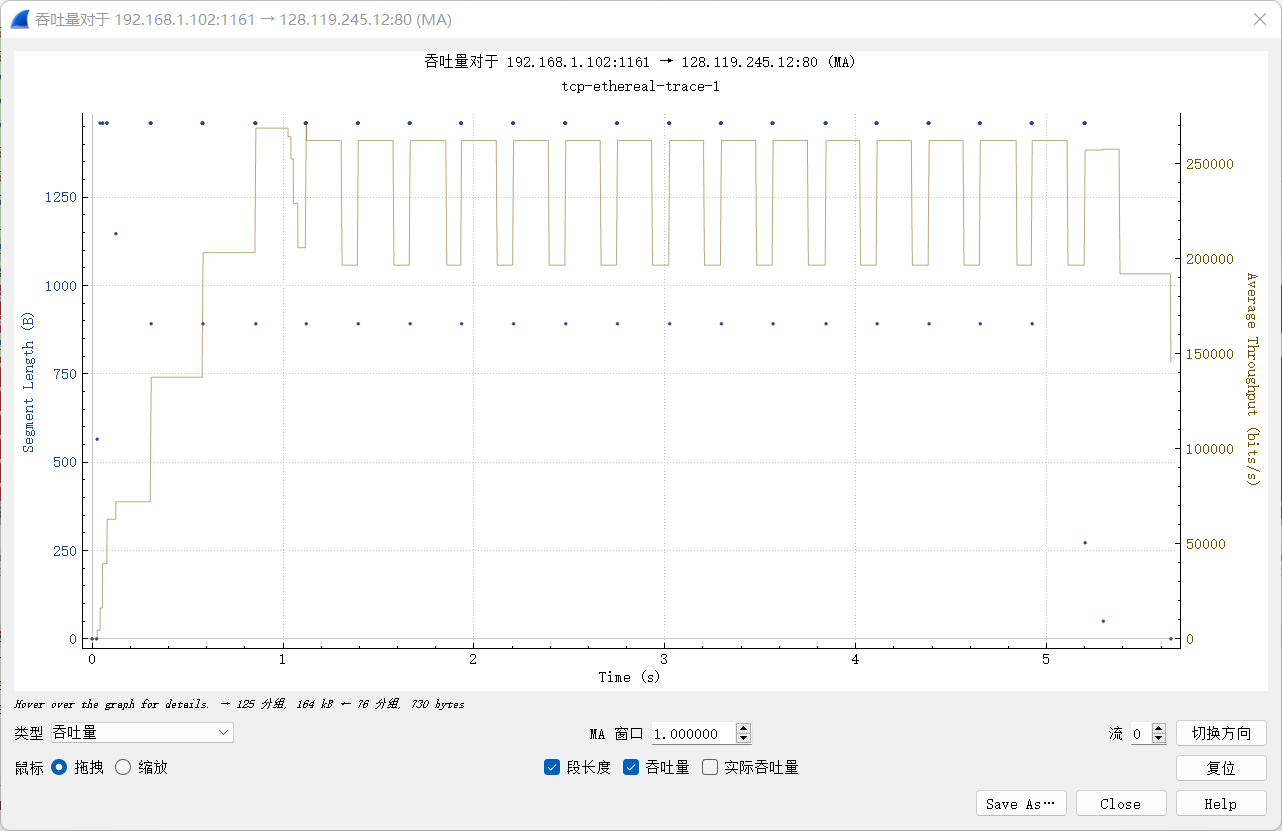 吞吐量对于 192.168.1.102:1161 → 128.119.245.12:80 (MA)
吞吐量对于 192.168.1.102:1161 → 128.119.245.12:80 (MA)
tcp-ethereal-trace-1
Segment Length (B)
1250
1000
750
500
250
0
250000
200000
150000
100000
50000
0
Average Throughput (bits/s)
0 1 2 3 4 5
Time (s)
Hover over the graph for details. → 125 分组, 164 kB ← 76 分组, 730 bytes
类型 吞吐量 MA 窗口 1.000000 流 0 切换方向
鼠标 拖拽 缩放 段长度 吞吐量 实际吞吐量 复位
Save As… Close Help